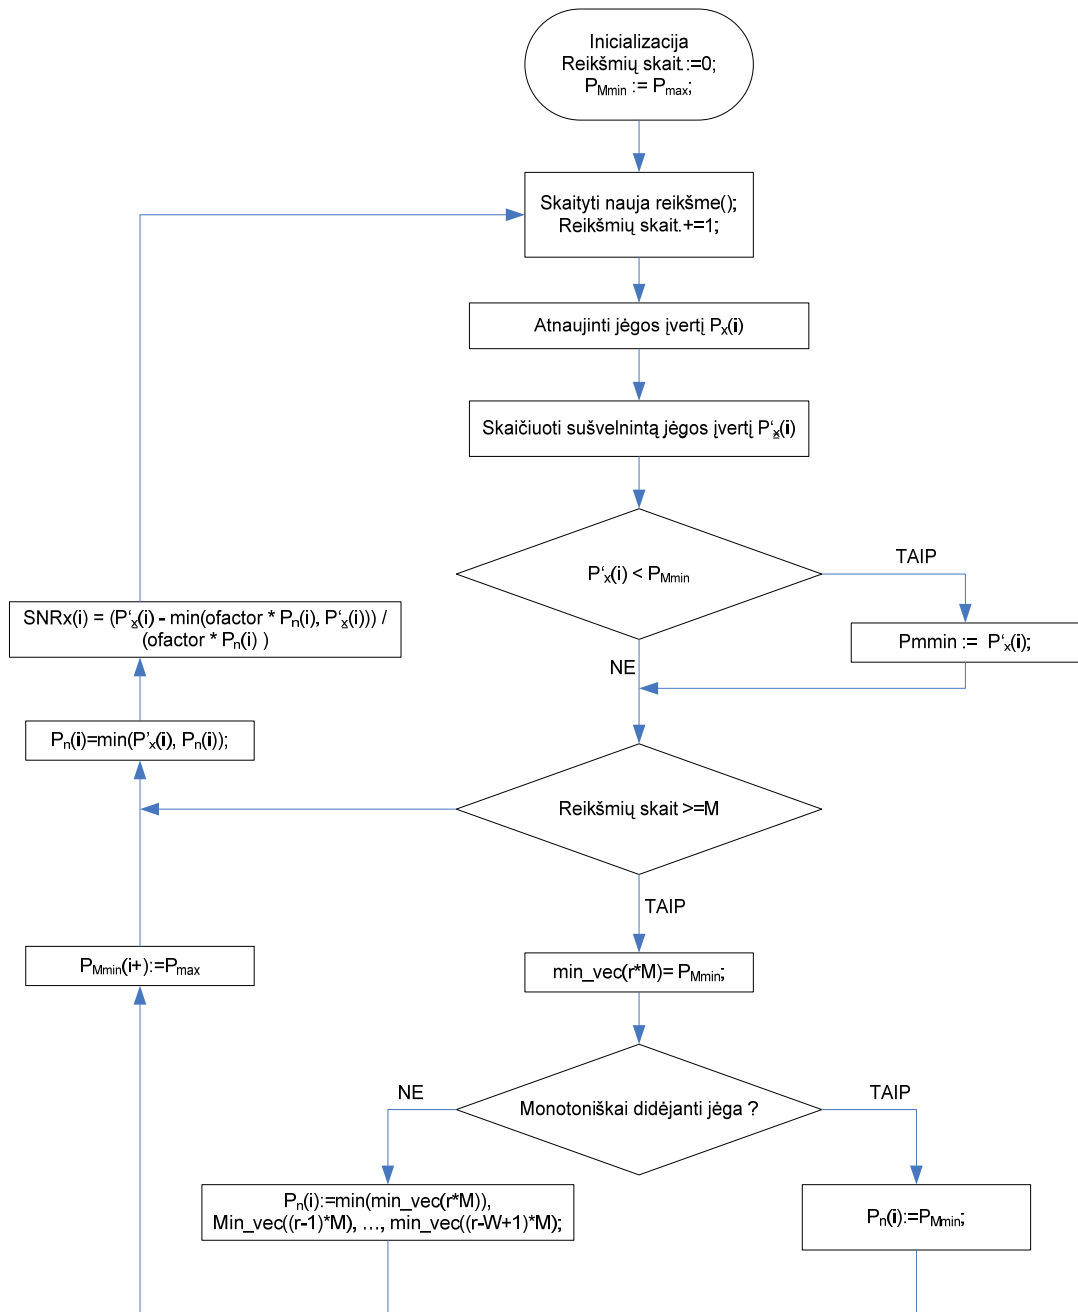 Inicializacija
Reikšmių skait.:=0;
PMmin := Pmax;
Skaityti nauja reikšme();
Reikšmių skait.+=1;
Atnaujinti jėgos įvertį Px(i)
Skaičiuoti sušvelnintą jėgos įvertį P‘x(i)
P‘x(i) < PMmin
TAIP
Pmmin := P‘x(i);
NE
SNRx(i) = (P‘x(i) - min(ofactor * Pn(i), P‘x(i))) /
(ofactor * Pn(i) )
Pn(i)=min(P’x(i), Pn(i));
Reikšmių skait >=M
TAIP
PMmin(i+):=Pmax
min_vec(r*M)= PMmin;
NE
Monotoniškai didėjanti jėga ?
TAIP
Pn(i):=min(min_vec(r*M)),
Min_vec((r-1)*M), …, min_vec((r-W+1)*M);
Pn(i):=PMmin;